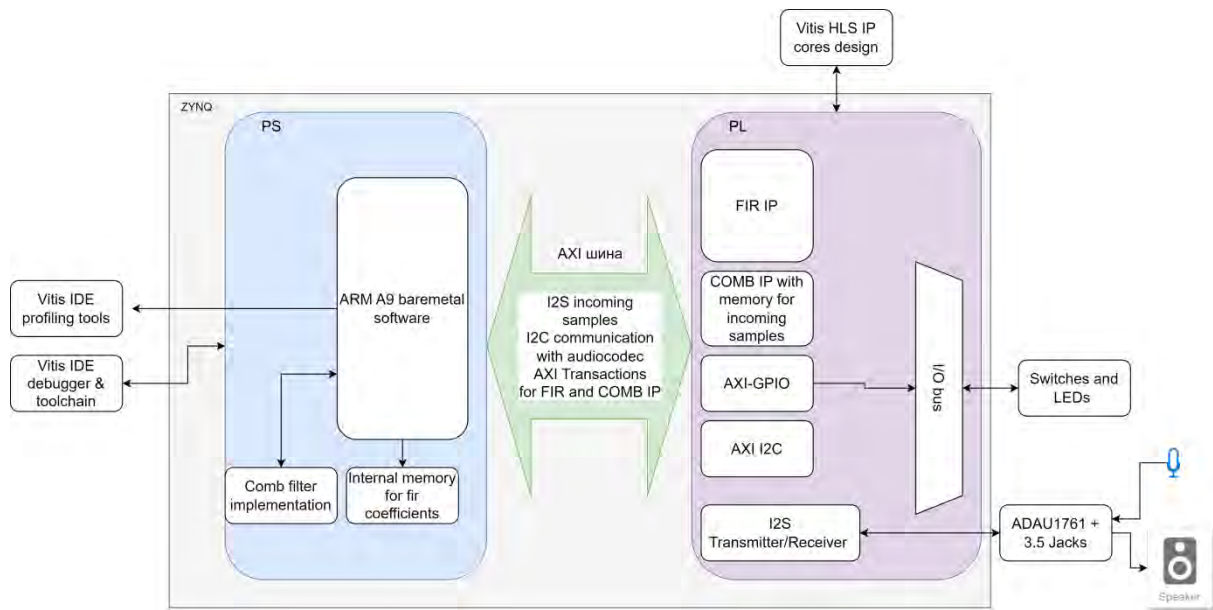 Vitis HLS IP
cores design
ZYNQ
PS
PL
FIR IP
AXI шина
COMB IP with
memory for
incoming
samples
I2S incoming
samples
I2C communication
with audiocodec
AXI Transactions
for FIR and COMB IP
ARM A9 baremetal
software
Vitis IDE
profiling tools
Vitis IDE
debugger &
toolchain
AXI-GPIO
I/O bus
Switches and
LEDs
AXI I2C
Comb filter
implementation
Internal memory
for fir
coefficients
I2S
Transmitter/Receiver
ADAU1761 +
3.5 Jacks
Speaker